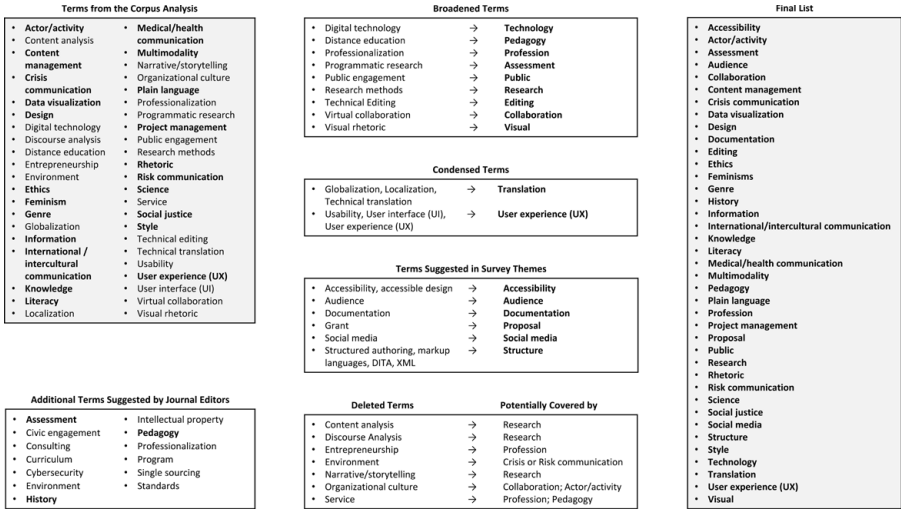 Terms from the Corpus Analysis
• Actor/activity
• Content analysis
• Content
management
• Crisis
communication
• Data visualization
• Design
• Digital technology
• Discourse analysis
• Distance education
• Entrepreneurship
• Environment
• Ethics
• Feminism
• Genre
• Globalization
• Information
• International /
intercultural
communication
• Knowledge
• Literacy
• Localization
• Medical/health
communication
• Multimodality
• Narrative/storytelling
• Organizational culture
• Plain language
• Professionalization
• Programmatic research
• Project management
• Public engagement
• Research methods
• Rhetoric
• Risk communication
• Science
• Service
• Social justice
• Style
• Technical editing
• Technical translation
• Usability
• User experience (UX)
• User interface (UI)
• Virtual collaboration
• Visual rhetoric
Additional Terms Suggested by Journal Editors
• Assessment
• Civic engagement
• Consulting
• Curriculum
• Cybersecurity
• Environment
• History
• Intellectual property
• Pedagogy
• Professionalization
• Program
• Single sourcing
• Standards
Broadened Terms
• Digital technology → Technology
• Distance education → Pedagogy
• Professionalization → Profession
• Programmatic research → Assessment
• Public engagement → Public
• Research methods → Research
• Technical Editing → Editing
• Virtual collaboration → Collaboration
• Visual rhetoric → Visual
Condensed Terms
• Globalization, Localization, → Translation
Technical translation
• Usability, User interface (UI), → User experience (UX)
User experience (UX)
Terms Suggested in Survey Themes
• Accessibility, accessible design → Accessibility
• Audience → Audience
• Documentation → Documentation
• Grant → Proposal
• Social media → Social media
• Structured authoring, markup → Structure
languages, DITA, XML
Deleted Terms Potentially Covered by
• Content analysis → Research
• Discourse Analysis → Research
• Entrepreneurship → Profession
• Environment → Crisis or Risk communication
• Narrative/storytelling → Research
• Organizational culture → Collaboration; Actor/activity
• Service → Profession; Pedagogy
Final List
• Accessibility
• Actor/activity
• Assessment
• Audience
• Collaboration
• Content management
• Crisis communication
• Data visualization
• Design
• Documentation
• Editing
• Ethics
• Feminisms
• Genre
• History
• Information
• International/intercultural communication
• Knowledge
• Literacy
• Medical/health communication
• Multimodality
• Pedagogy
• Plain language
• Profession
• Project management
• Proposal
• Public
• Research
• Rhetoric
• Risk communication
• Science
• Social justice
• Social media
• Structure
• Style
• Technology
• Translation
• User experience (UX)
• Visual